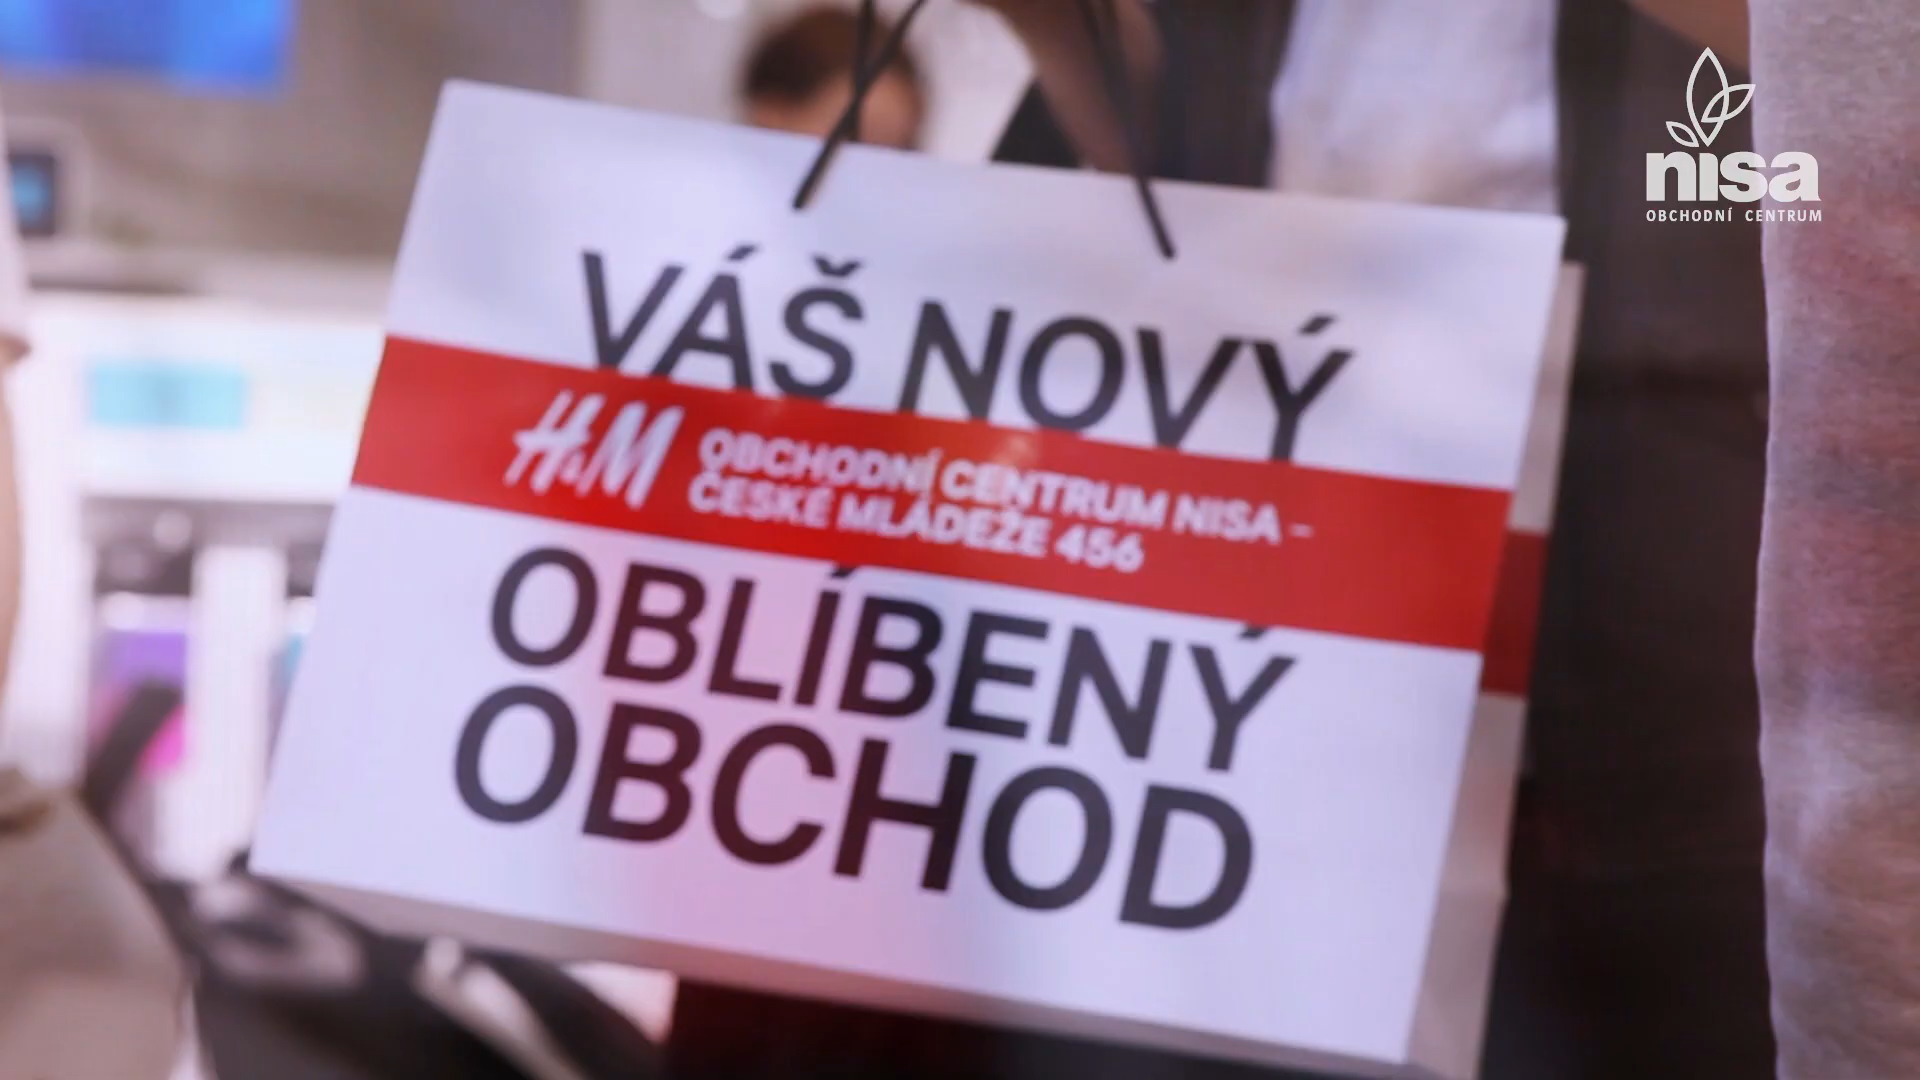 VÁŠ NOVÝ
H&M
OBCHODNÍ CENTRUM NISA -
ČESKÉ MLÁDEŽE 456
OBLÍBENÝ
OBCHOD
nisa
OBCHODNÍ CENTRUM